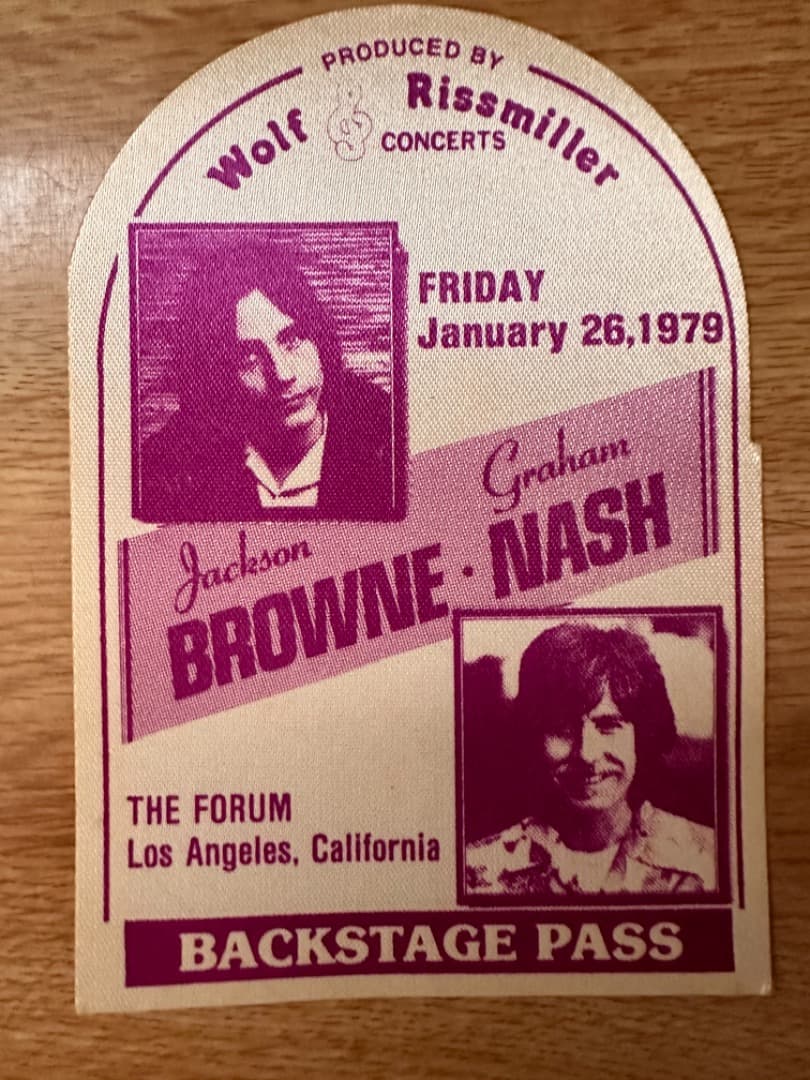 PRODUCED BY
Wolf & Rissmiller
CONCERTS
FRIDAY
January 26,1979
Jackson
BROWNE ·
Graham
NASH
THE FORUM
Los Angeles, California
BACKSTAGE PASS